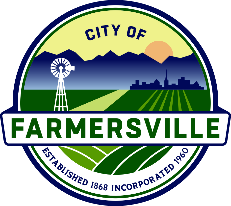 CITY OF
FARMERSVILLE
ESTABLISHED 1868 INCORPORATED 1960